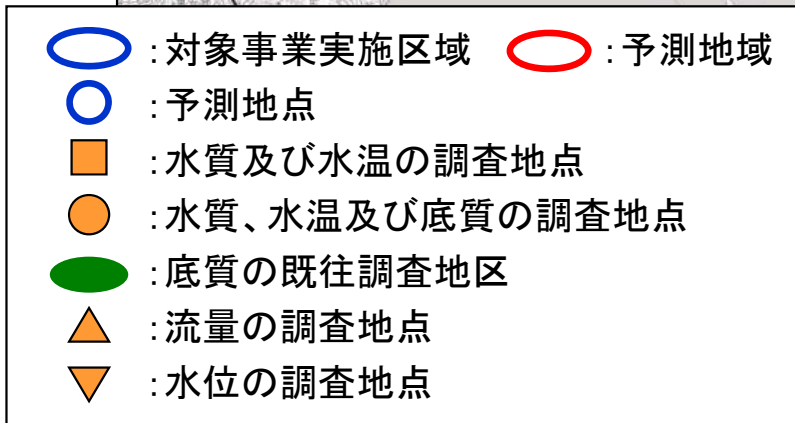 :対象事業実施区域 :予測地域
:予測地点
:水質及び水温の調査地点
:水質、水温及び底質の調査地点
:底質の既往調査地区
:流量の調査地点
:水位の調査地点